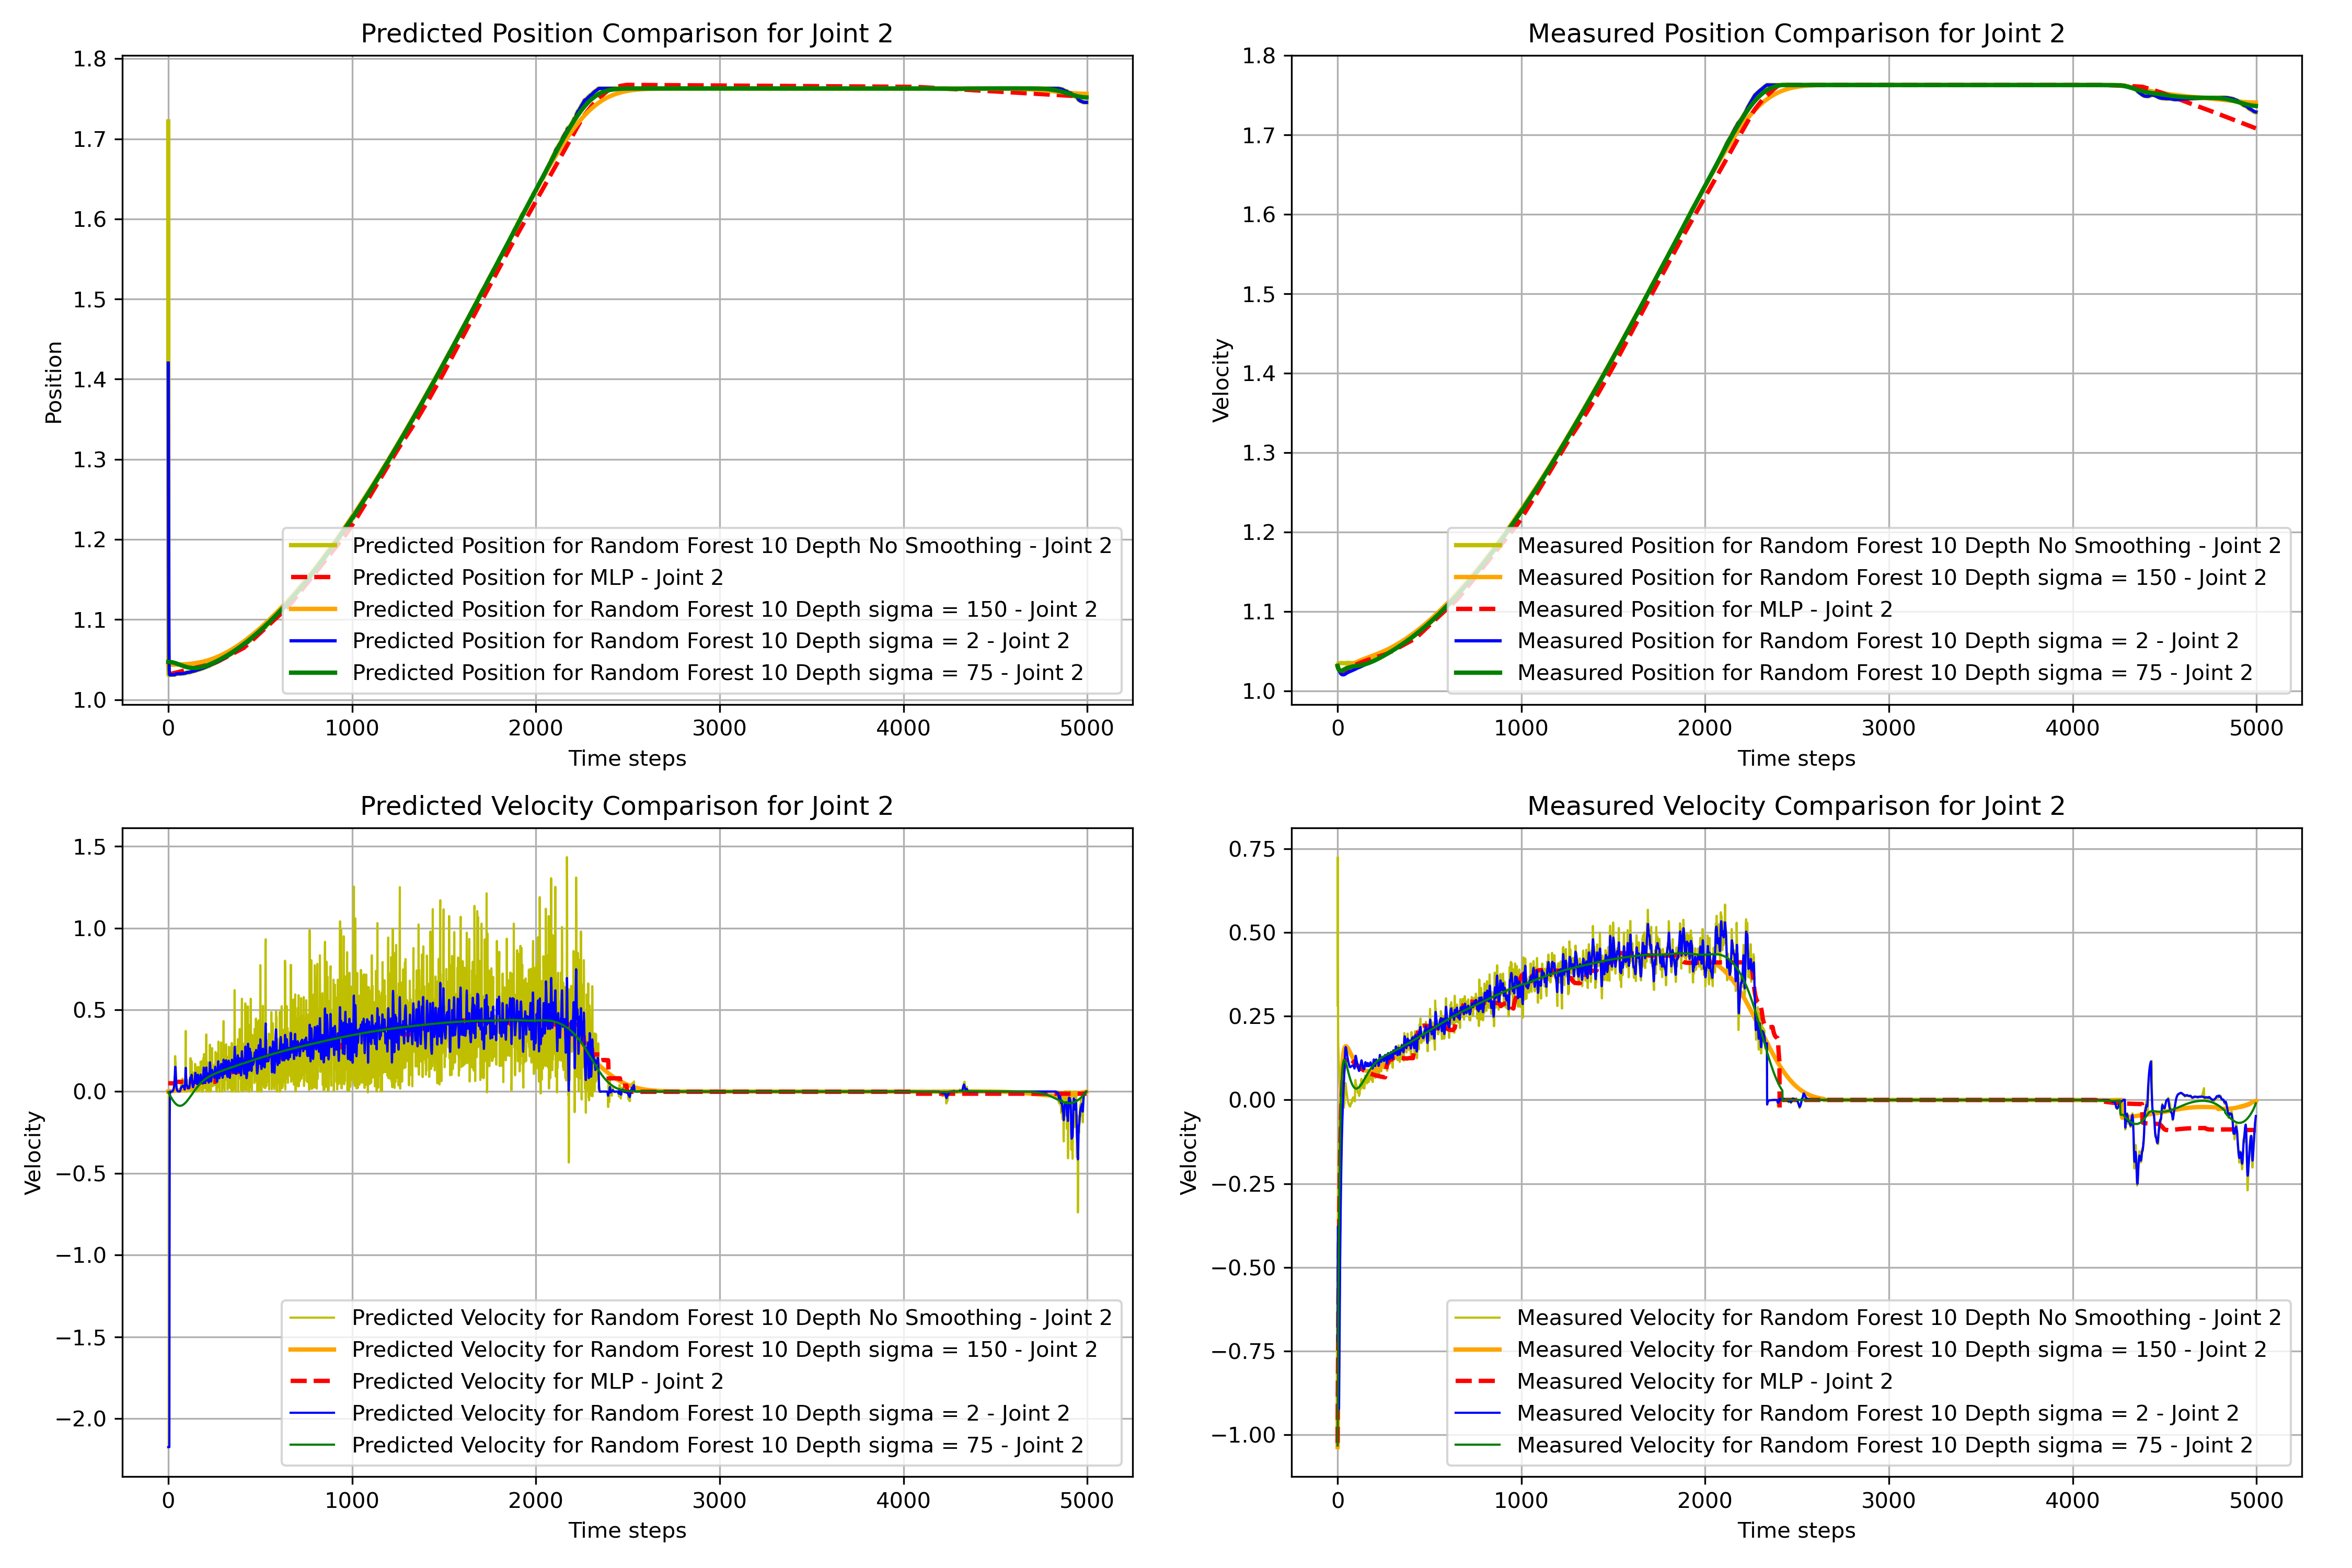 Predicted Position Comparison for Joint 2
Position
1.8
1.7
1.6
1.5
1.4
1.3
1.2
1.1
1.0
Predicted Position for Random Forest 10 Depth No Smoothing - Joint 2
Predicted Position for MLP - Joint 2
Predicted Position for Random Forest 10 Depth sigma = 150 - Joint 2
Predicted Position for Random Forest 10 Depth sigma = 2 - Joint 2
Predicted Position for Random Forest 10 Depth sigma = 75 - Joint 2
0 1000 2000 3000 4000 5000
Time steps
Measured Position Comparison for Joint 2
Velocity
1.8
1.7
1.6
1.5
1.4
1.3
1.2
1.1
1.0
Measured Position for Random Forest 10 Depth No Smoothing - Joint 2
Measured Position for Random Forest 10 Depth sigma = 150 - Joint 2
Measured Position for MLP - Joint 2
Measured Position for Random Forest 10 Depth sigma = 2 - Joint 2
Measured Position for Random Forest 10 Depth sigma = 75 - Joint 2
0 1000 2000 3000 4000 5000
Time steps
Predicted Velocity Comparison for Joint 2
Velocity
1.5
1.0
0.5
0.0
−0.5
−1.0
−1.5
−2.0
Predicted Velocity for Random Forest 10 Depth No Smoothing - Joint 2
Predicted Velocity for Random Forest 10 Depth sigma = 150 - Joint 2
Predicted Velocity for MLP - Joint 2
Predicted Velocity for Random Forest 10 Depth sigma = 2 - Joint 2
Predicted Velocity for Random Forest 10 Depth sigma = 75 - Joint 2
0 1000 2000 3000 4000 5000
Time steps
Measured Velocity Comparison for Joint 2
Velocity
0.75
0.50
0.25
0.00
−0.25
−0.50
−0.75
−1.00
Measured Velocity for Random Forest 10 Depth No Smoothing - Joint 2
Measured Velocity for Random Forest 10 Depth sigma = 150 - Joint 2
Measured Velocity for MLP - Joint 2
Measured Velocity for Random Forest 10 Depth sigma = 2 - Joint 2
Measured Velocity for Random Forest 10 Depth sigma = 75 - Joint 2
0 1000 2000 3000 4000 5000
Time steps